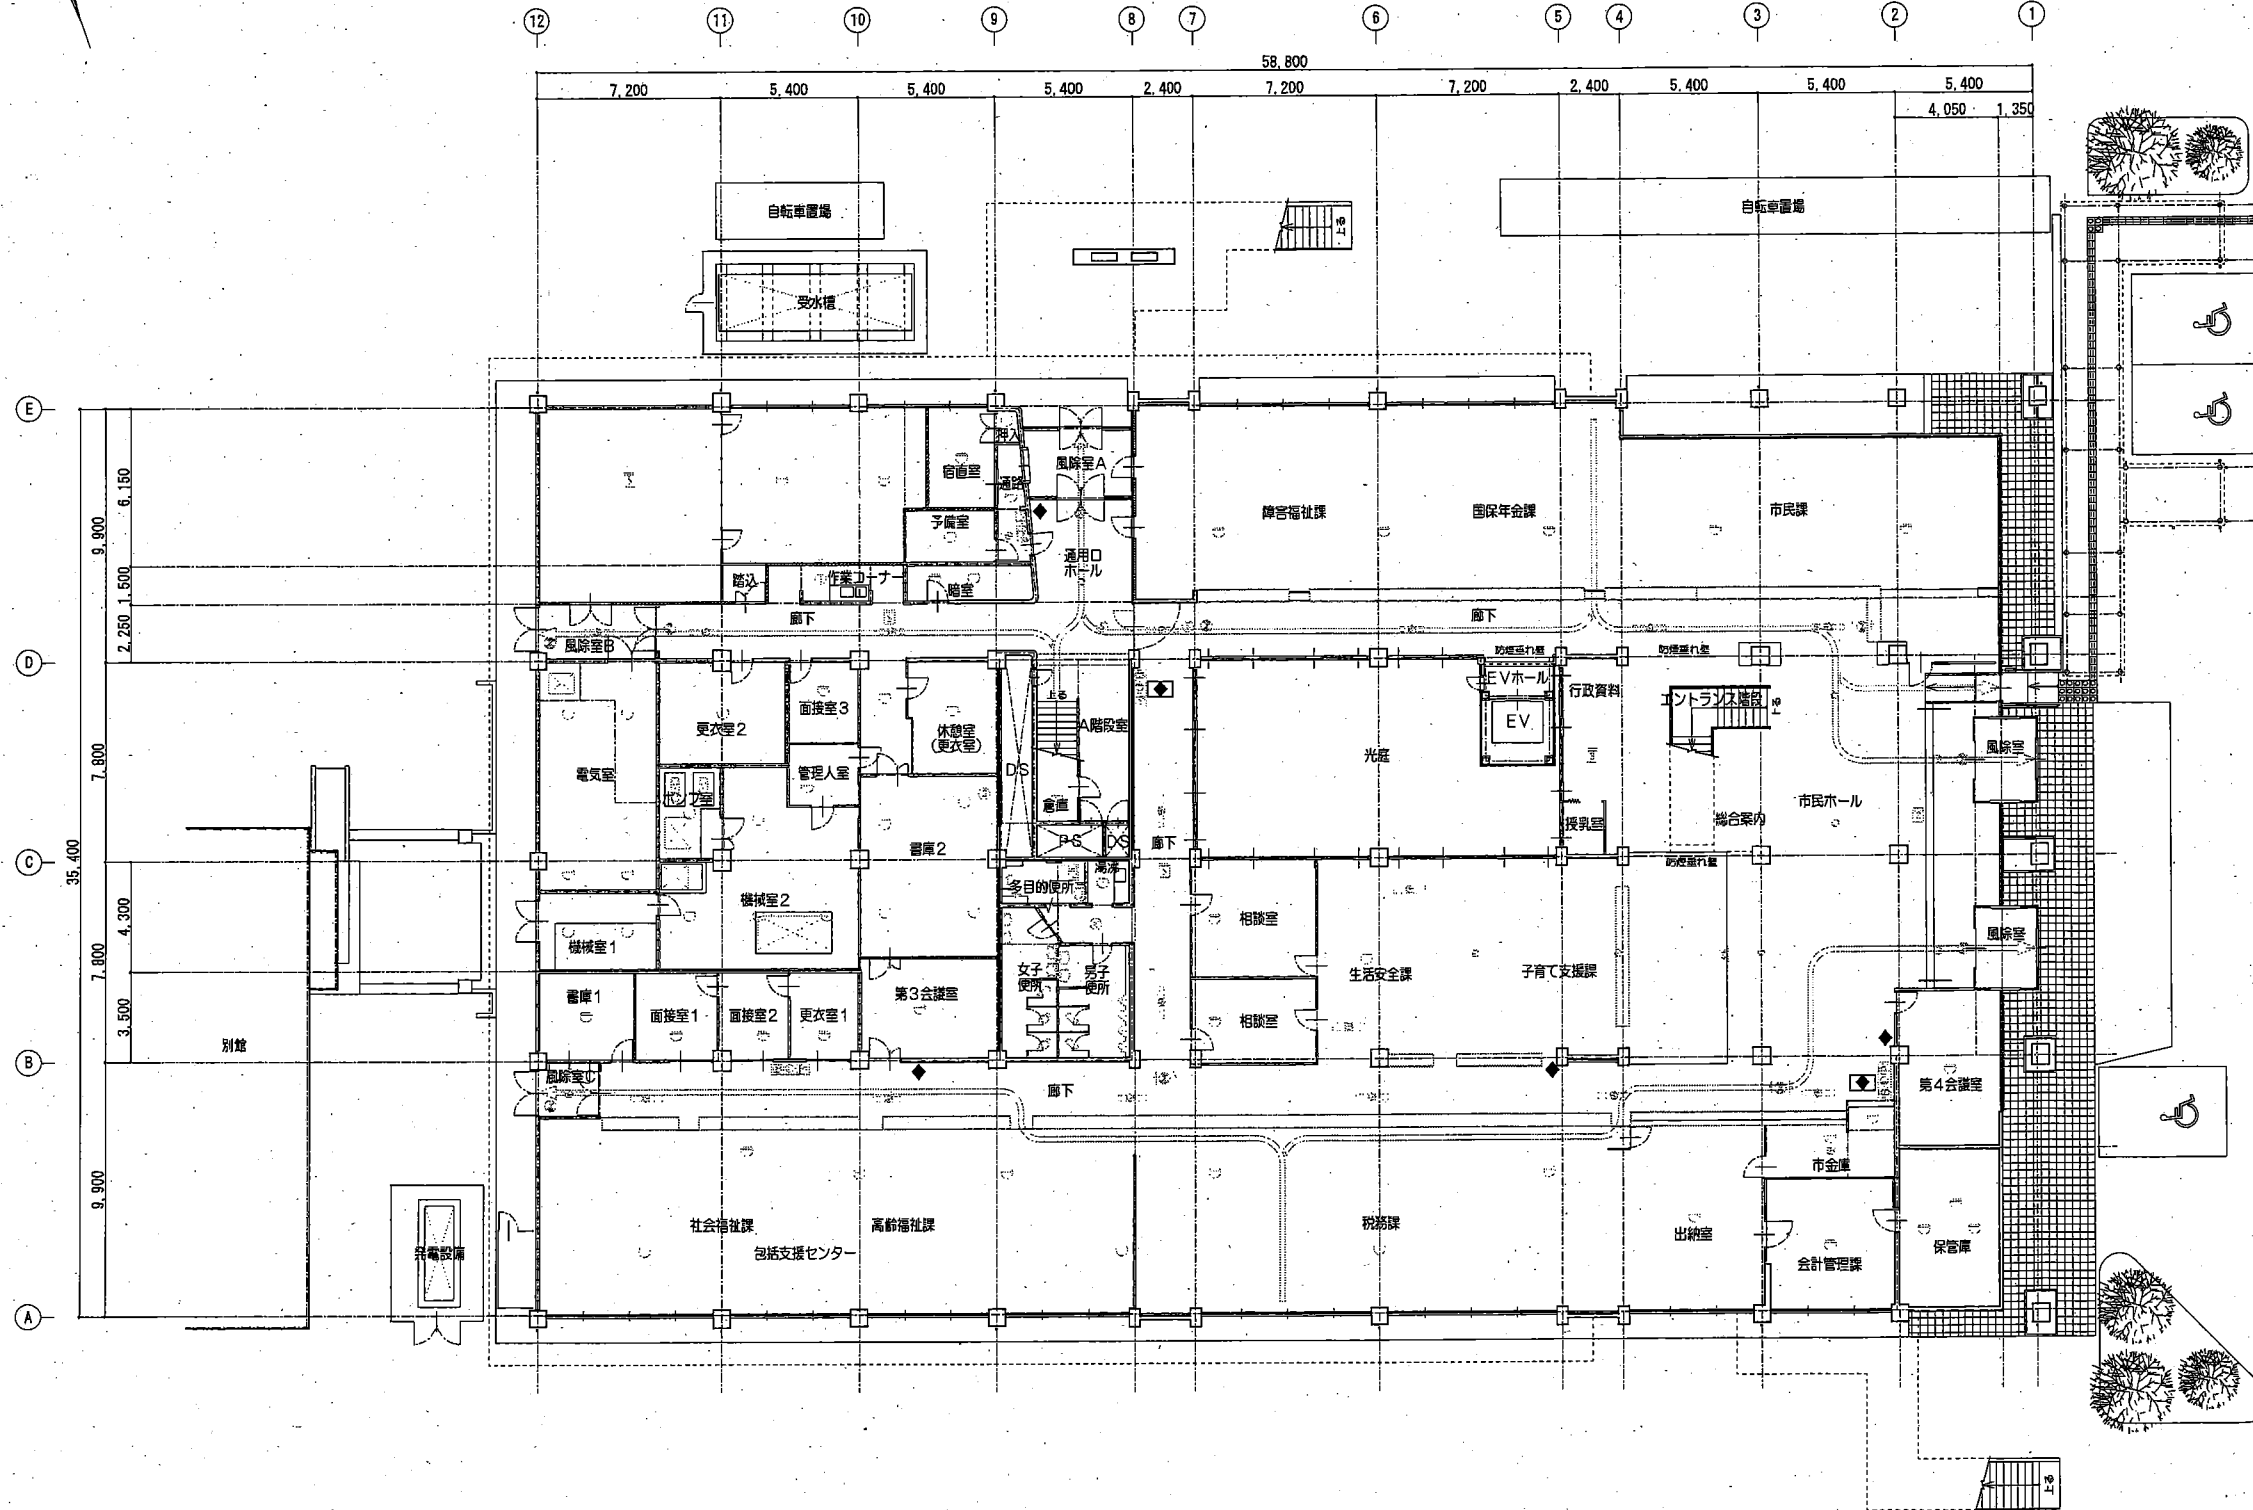 12 11 10 9 8 7 6 5 4 3 2 1
58,800
7,200 5,400 5,400 5,400 2,400 7,200 7,200 2,400 5,400 5,400 5,400
4,050 1,350
自転車置場
自転車置場
上る
受水槽
E
D
C
B
A
35,400
9,900
6,150
1,500
2,250
7,800
7,800
4,300
3,500
9,900
押入
宿直室
通路
風除室A
予備室
通用口
ホール
踏込
作業コーナー
暗室
障害福祉課
国保年金課
市民課
廊下
廊下
風除室B
防煙垂れ壁
防煙垂れ壁
EVホール
EV
行政資料
エントランス階段
上る
更衣室2
面接室3
休憩室
(更衣室)
上る
A階段室
電気室
管理人室
ポンプ室
DS
倉庫
PS
DS
光庭
風除室
市民ホール
総合案内
授乳室
防煙垂れ壁
廊下
書庫2
湯沸
多目的便所
機械室2
機械室1
相談室
生活安全課
子育て支援課
風除室
書庫1
面接室1
面接室2
更衣室1
第3会議室
女子
便所
男子
便所
相談室
別館
風除室C
廊下
第4会議室
市金庫
社会福祉課
高齢福祉課
包括支援センター
税務課
出納室
会計管理課
保管庫
発電設備
上る